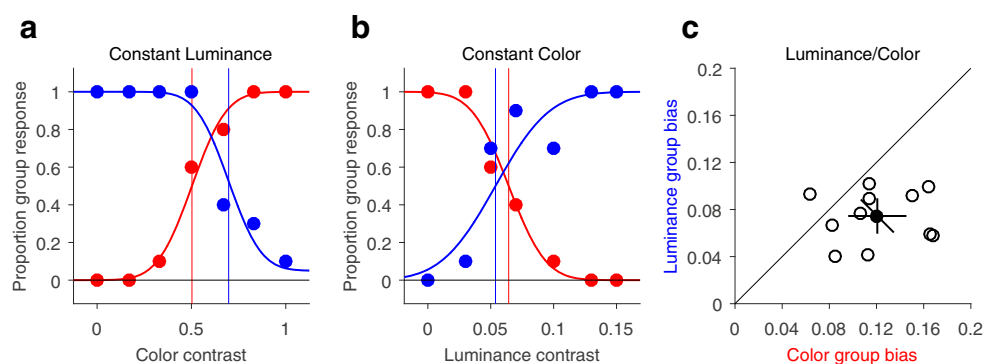 a
Constant Luminance
Proportion group response
1
0.8
0.6
0.4
0.2
0
0
0.5
1
Color contrast
b
Constant Color
Proportion group response
1
0.8
0.6
0.4
0.2
0
0
0.05
0.1
0.15
Luminance contrast
c
Luminance/Color
Luminance group bias
0.2
0.16
0.12
0.08
0.04
0
0
0.04
0.08
0.12
0.16
0.2
Color group bias